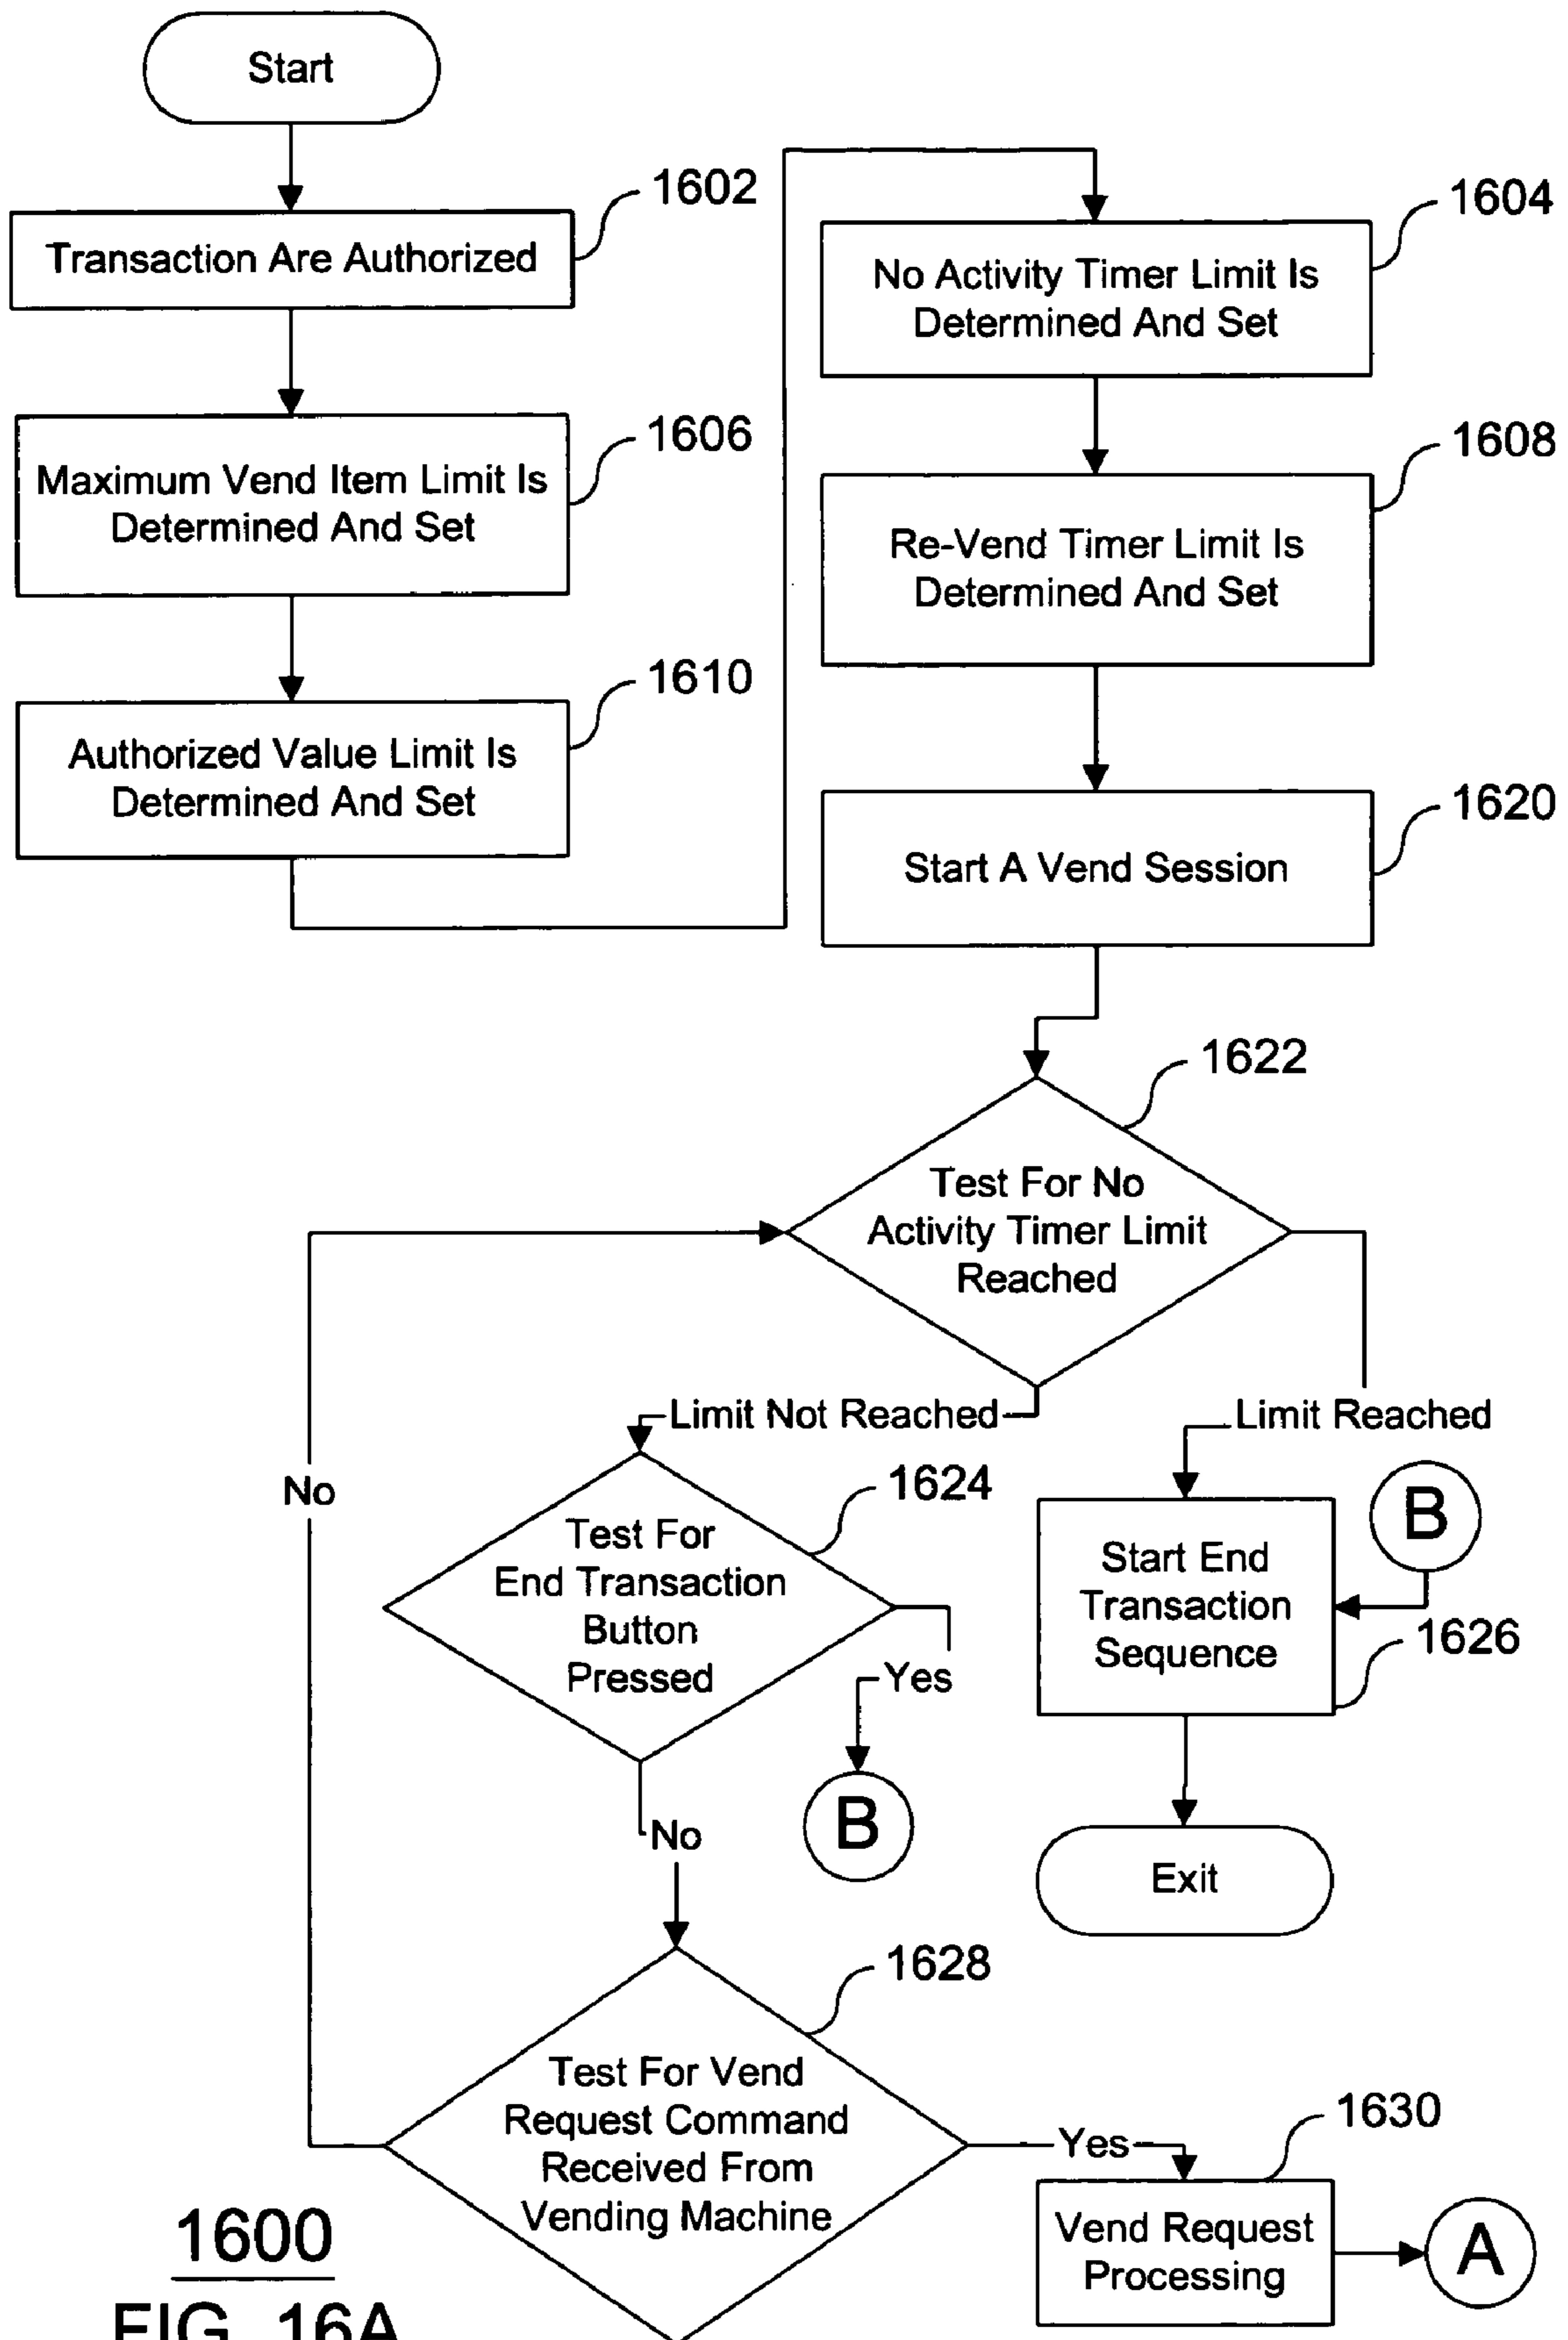 Start
1602
Transaction Are Authorized
1606
Maximum Vend Item Limit Is
Determined And Set
1610
Authorized Value Limit Is
Determined And Set
1604
No Activity Timer Limit Is
Determined And Set
1608
Re-Vend Timer Limit Is
Determined And Set
1620
Start A Vend Session
1622
Test For No
Activity Timer Limit
Reached
Limit Not Reached
Limit Reached
No
1624
Test For
End Transaction
Button
Pressed
Yes
B
No
B
Start End
Transaction
Sequence
1626
Exit
1628
Test For Vend
Request Command
Received From
Vending Machine
Yes
1630
Vend Request
Processing
A
1600
FIG. 16A